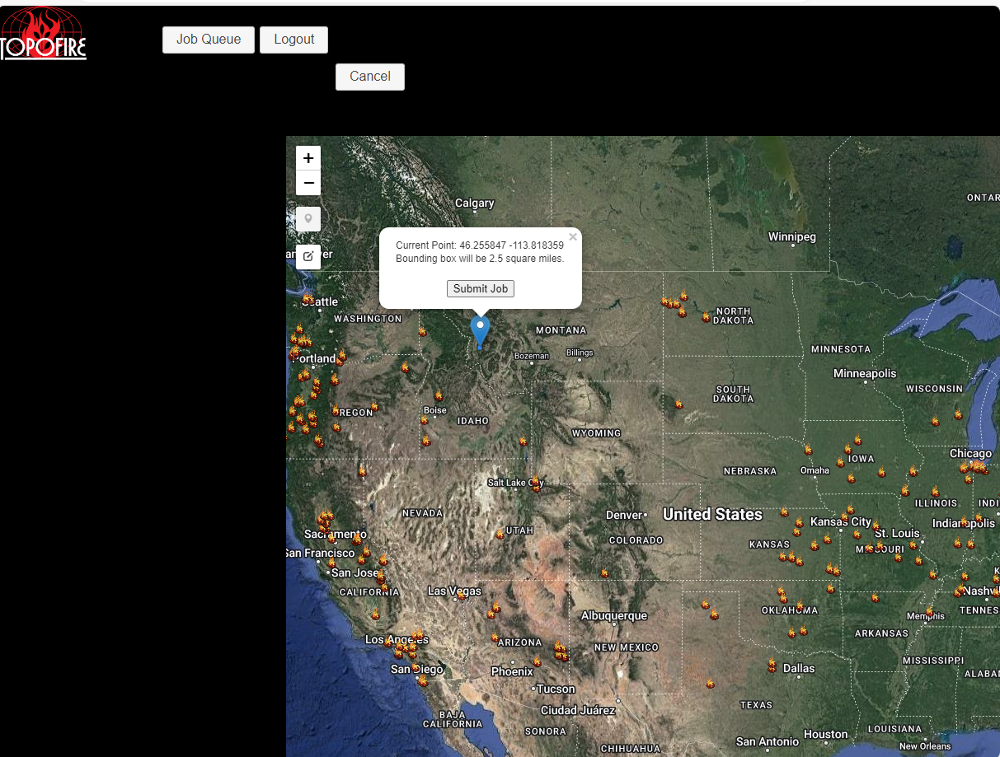 TOPOFIRE
Job Queue
Logout
Cancel
+
−
Calgary
ONTAR
Winnipeg
×
Current Point: 46.255847 -113.818359
Bounding box will be 2.5 square miles.
Submit Job
ver
Seattle
WASHINGTON
NORTH
DAKOTA
MONTANA
Bozeman
Billings
MINNESOTA
Portland
Minneapolis
WISCONSIN
SOUTH
DAKOTA
OREGON
Boise
IDAHO
WYOMING
Chicago
IOWA
NEBRASKA
Omaha
Salt Lake City
ILLINOIS
INDI
NEVADA
Denver
United States
Kansas City
Indianapolis
UTAH
COLORADO
KANSAS
St. Louis
MISSOURI
Sacramento
San Francisco
San Jose
CALIFORNIA
Las Vegas
Nashvi
OKLAHOMA
TENNES
Albuquerque
Memphis
Los Angeles
ARIZONA
NEW MEXICO
ARKANSAS
San Diego
Phoenix
Dallas
MISSISSIPPI
ALABA
Tucson
Ciudad Juárez
TEXAS
BAJA
CALIFORNIA
SONORA
LOUISIANA
Houston
San Antonio
New Orleans
CHIHUAHUA